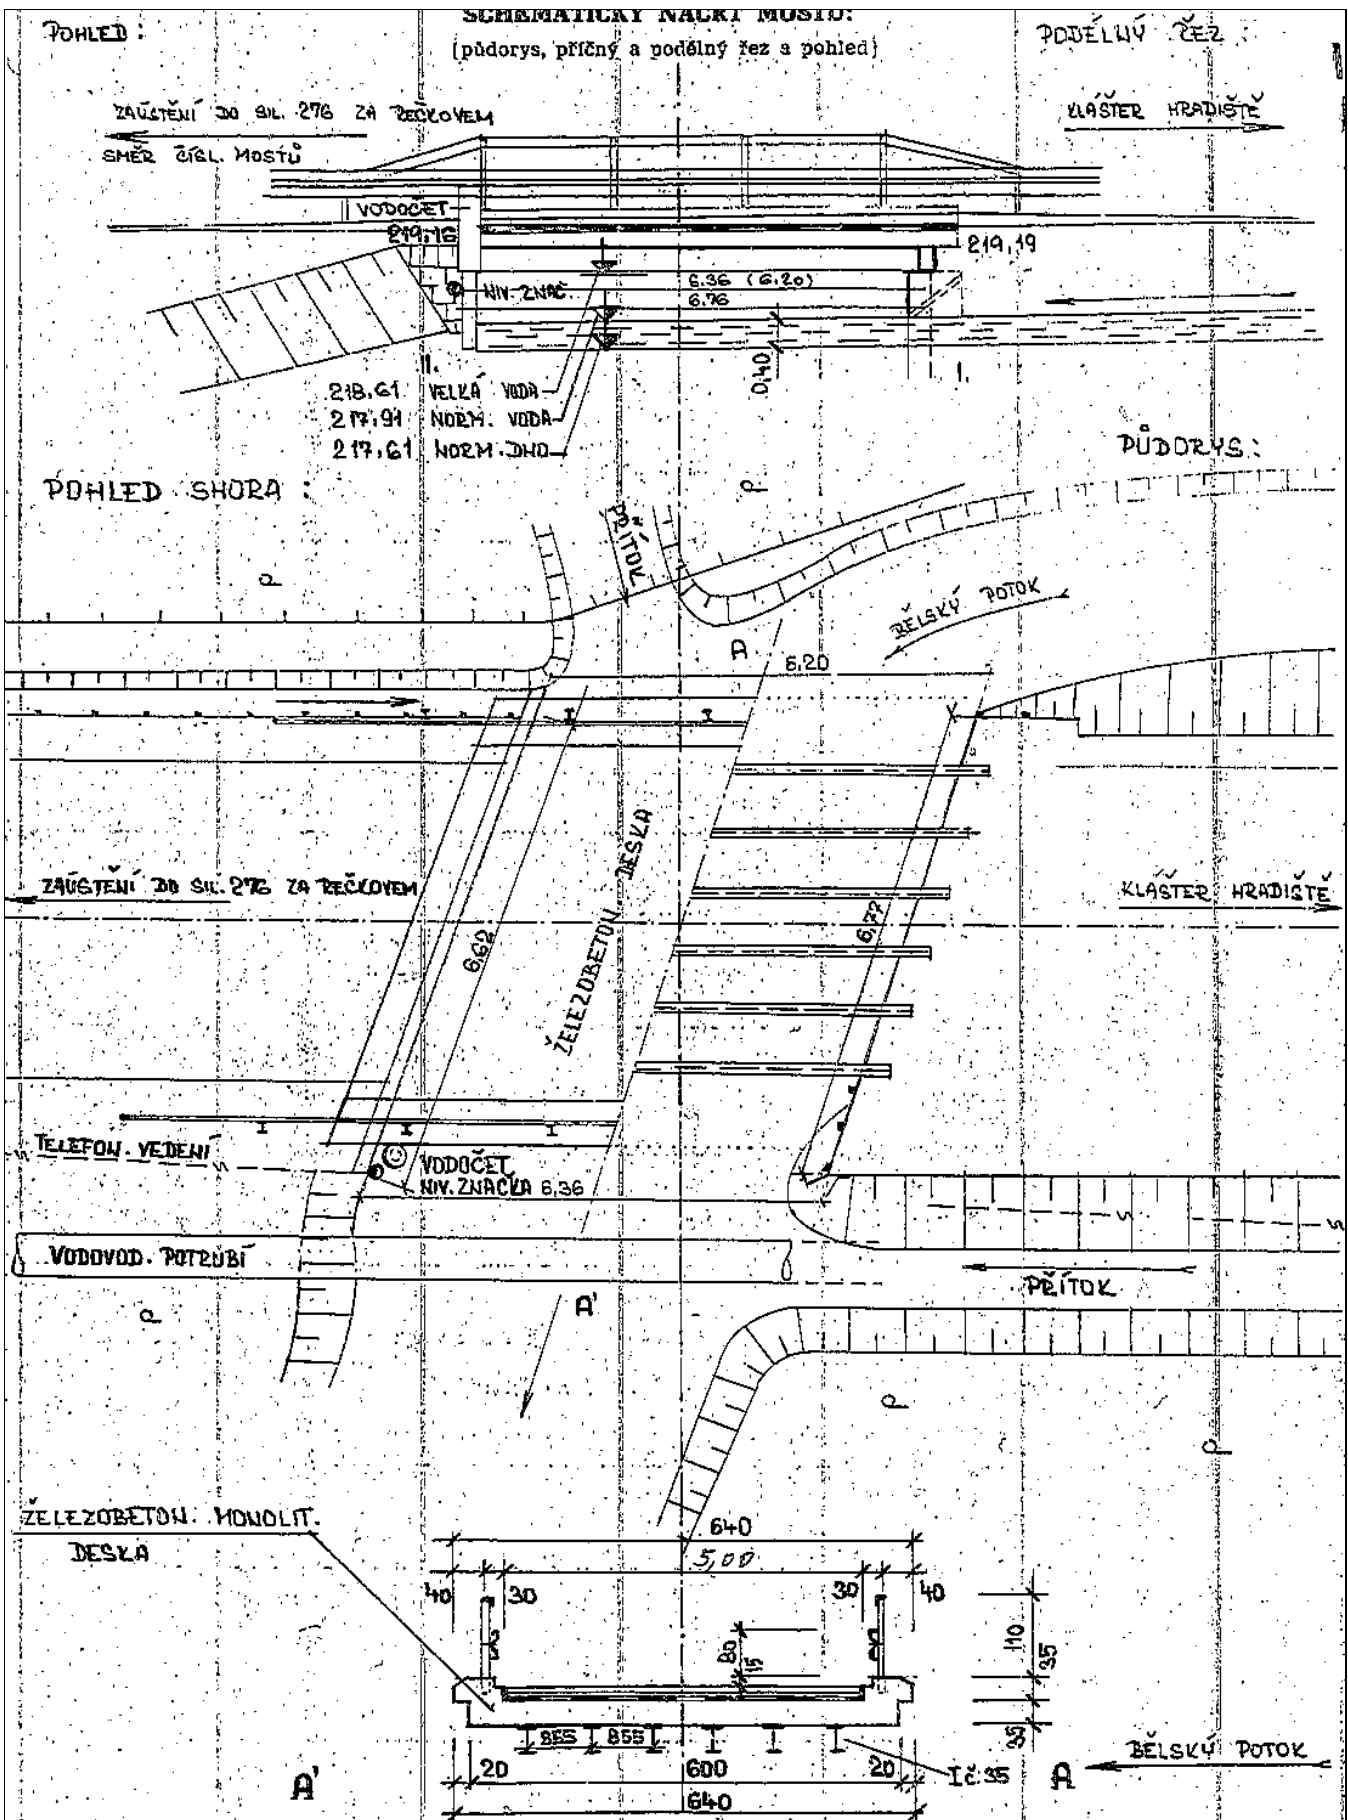 SCHEMATICKÝ NÁČRT MOSTU:
(půdorys, příčný a podélný řez a pohled)
POHLED:
PODÉLNÝ ŘEZ:
ZAÚSTĚNÍ DO SIL. 276 ZA ŘEČKOVEM
KLÁŠTER HRADIŠTĚ
SMĚR ČÍSL. MOSTŮ
VODOČET
219,16
219,19
NIV. ZNAČ.
6.36 (6.20)
6.76
0,40
II.
I.
218,61 VELKÁ VODA
217,91 NORM. VODA
217,61 NORM. DNO
PŮDORYS:
POHLED SHORA:
P
PŘÍTOK
P
BĚLSKÝ POTOK
A
6,20
ŽELEZOBETON. DESKA
ZAÚSTĚNÍ DO SIL. 276 ZA ŘEČKOVEM
KLÁŠTER HRADIŠTĚ
6,62
6,77
TELEFON. VEDENÍ
C
VODOČET
NIV. ZNAČKA 6,36
VODOVOD. POTRUBÍ
PŘÍTOK
A'
P
P
P
ŽELEZOBETON. MONOLIT.
DESKA
640
5,00
40 30 30 40
80
15
110
35
35
855 855
I č. 35
BĚLSKÝ POTOK
A'
20 600 20
A
640